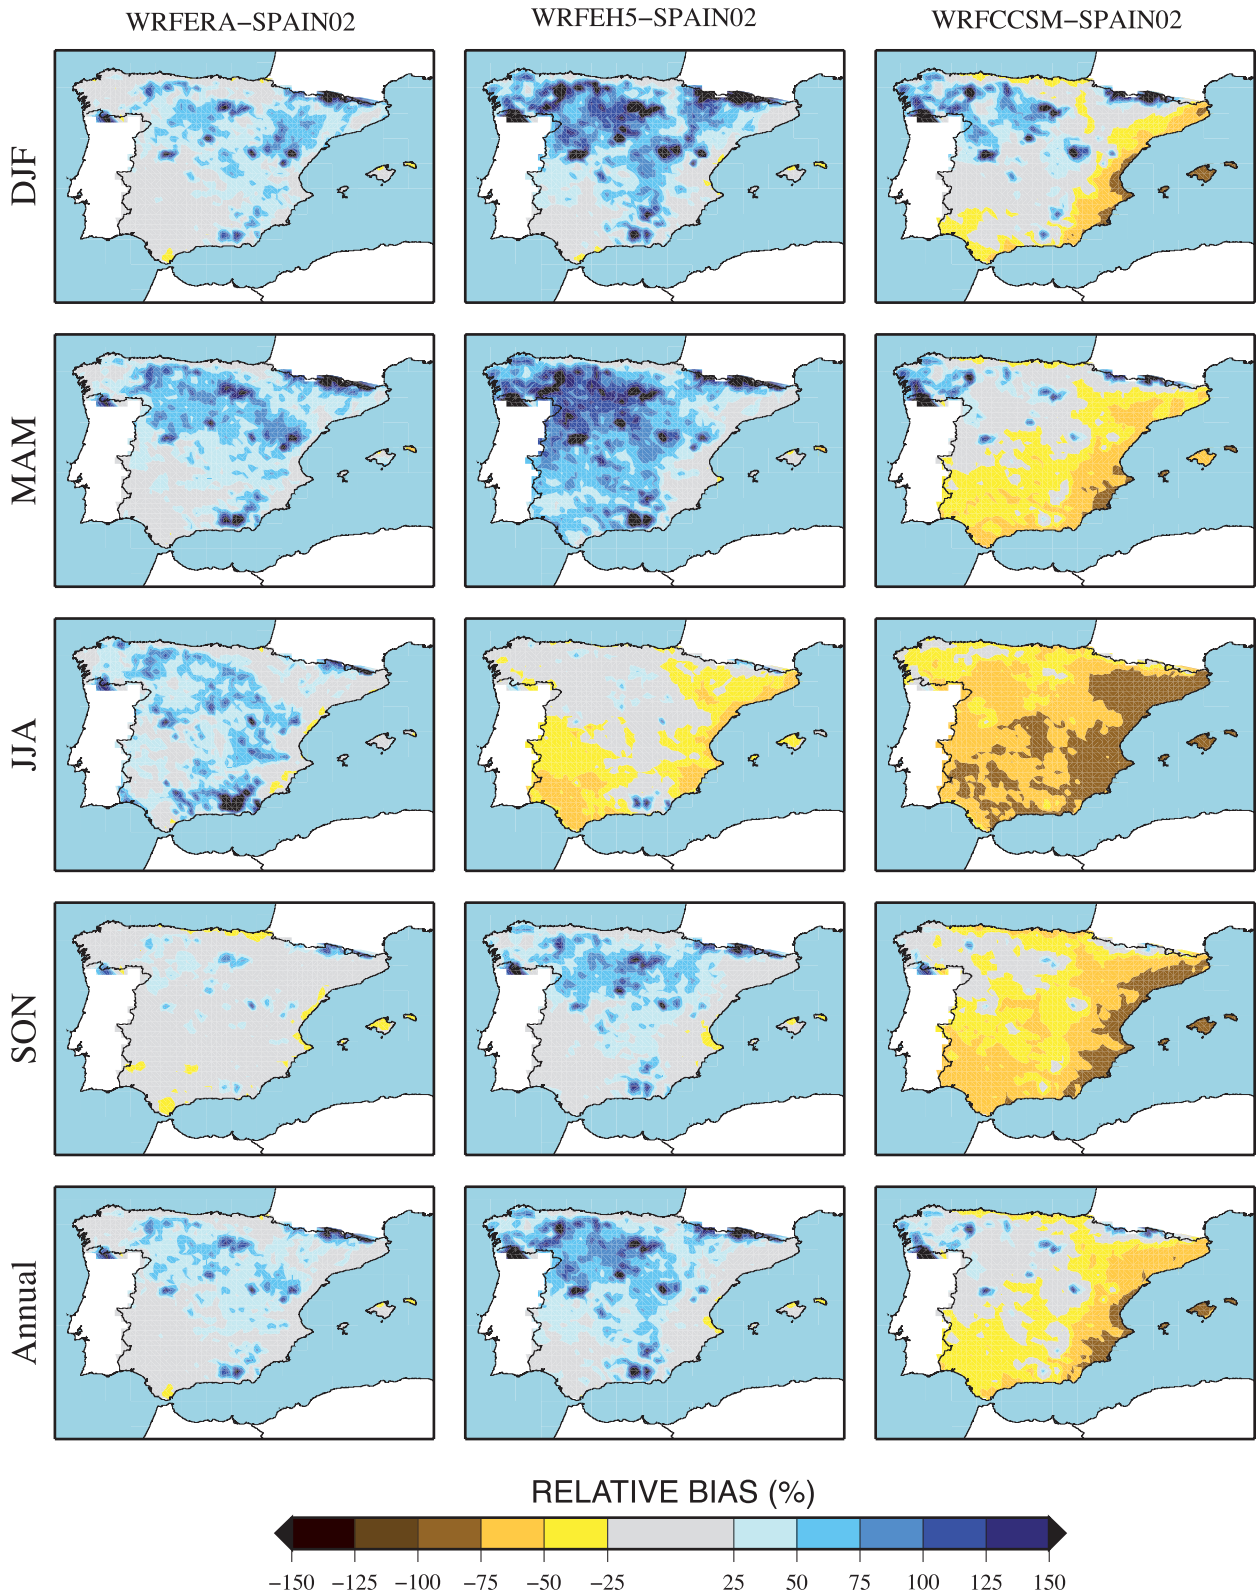 WRFERA−SPAIN02 WRFEH5−SPAIN02 WRFCCSM−SPAIN02
DJF
MAM
JJA
SON
Annual
RELATIVE BIAS (%)
−150 −125 −100 −75 −50 −25 25 50 75 100 125 150